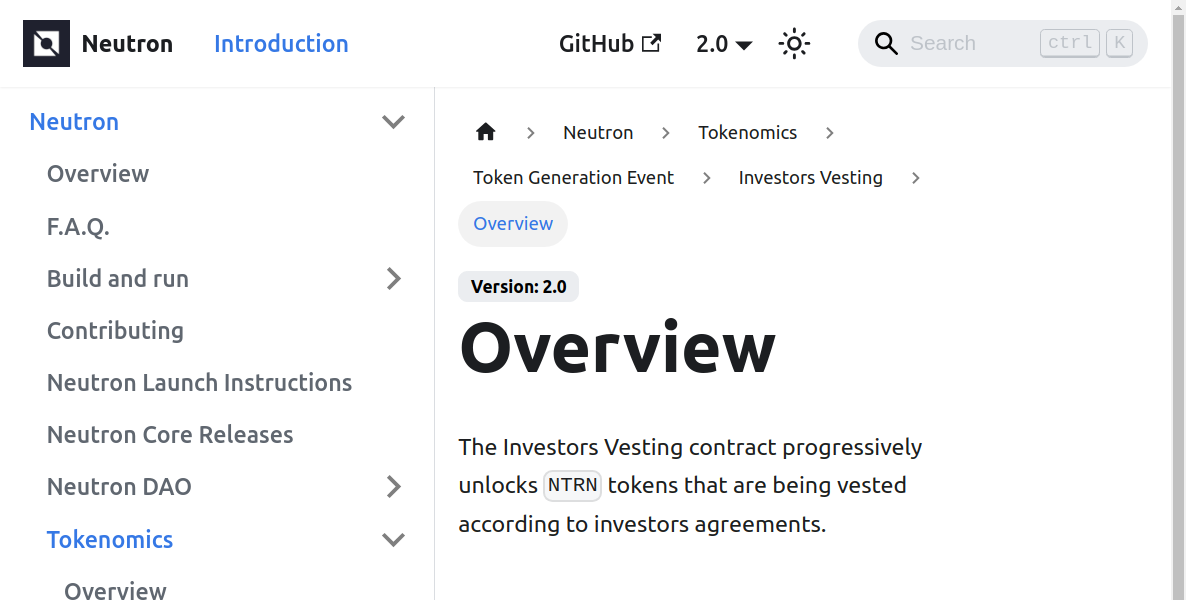 Neutron Introduction GitHub 2.0 Search ctrl K
Neutron
Overview
F.A.Q.
Build and run
Contributing
Neutron Launch Instructions
Neutron Core Releases
Neutron DAO
Tokenomics
Overview
Neutron Tokenomics
Token Generation Event Investors Vesting
Overview
Version: 2.0
Overview
The Investors Vesting contract progressively
unlocks NTRN tokens that are being vested
according to investors agreements.